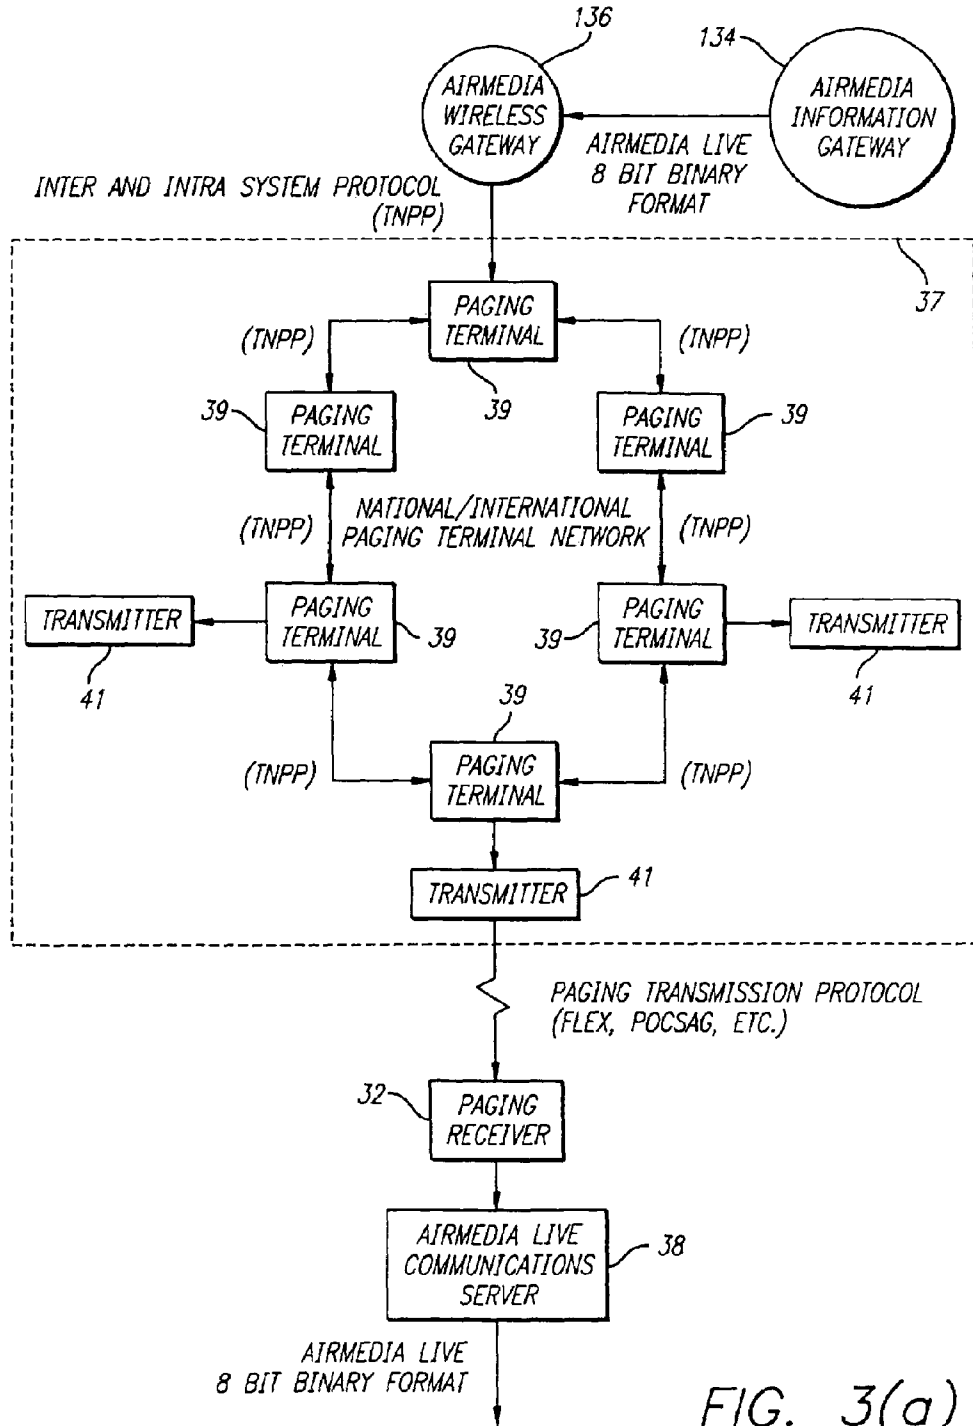 136
134
AIRMEDIA
WIRELESS
GATEWAY
AIRMEDIA
INFORMATION
GATEWAY
AIRMEDIA LIVE
8 BIT BINARY
FORMAT
INTER AND INTRA SYSTEM PROTOCOL
(TNPP)
37
PAGING
TERMINAL
39
(TNPP)
(TNPP)
39
PAGING
TERMINAL
PAGING
TERMINAL
39
(TNPP)
NATIONAL/INTERNATIONAL
PAGING TERMINAL NETWORK
(TNPP)
TRANSMITTER
41
PAGING
TERMINAL
39
39
PAGING
TERMINAL
TRANSMITTER
41
39
(TNPP)
PAGING
TERMINAL
(TNPP)
TRANSMITTER
41
PAGING TRANSMISSION PROTOCOL
(FLEX, POCSAG, ETC.)
32
PAGING
RECEIVER
AIRMEDIA LIVE
COMMUNICATIONS
SERVER
38
AIRMEDIA LIVE
8 BIT BINARY FORMAT
FIG. 3(a)